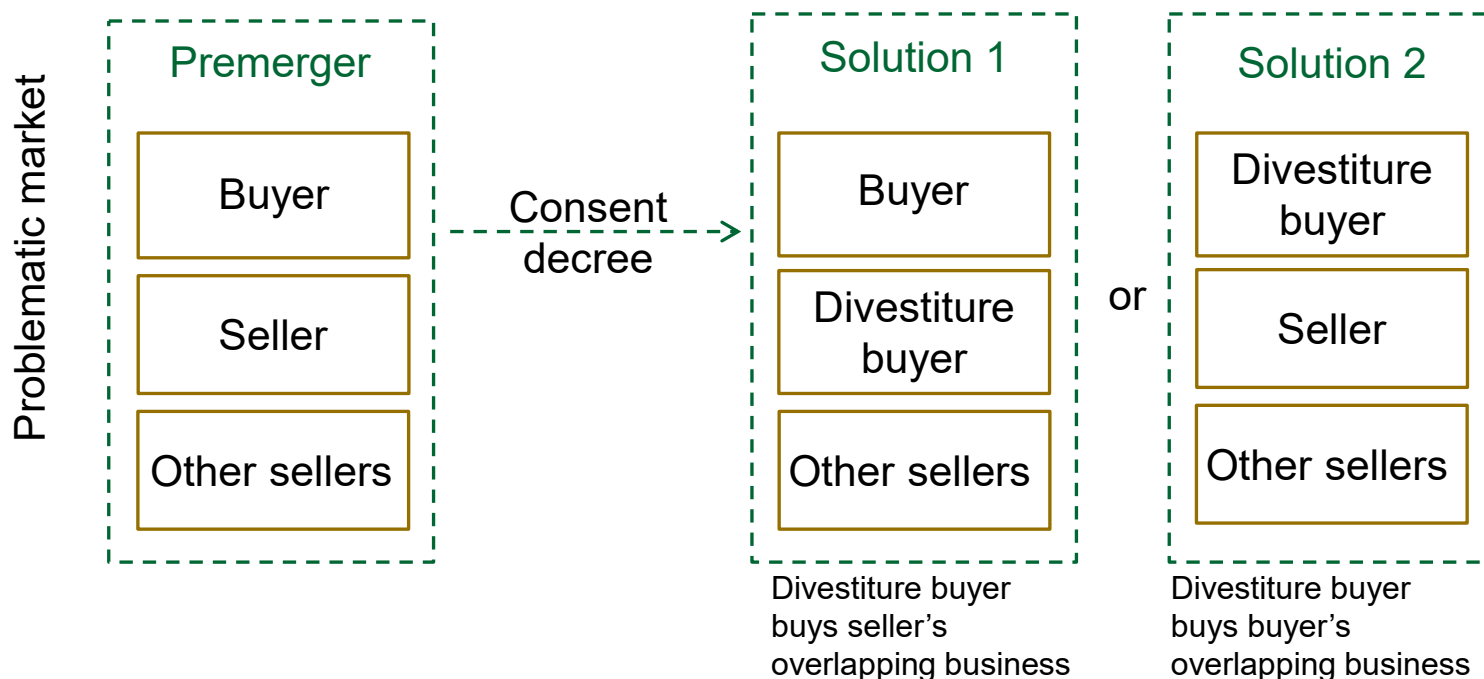 Problematic market
Premerger
Buyer
Seller
Other sellers
Consent
decree
Solution 1
Buyer
Divestiture
buyer
Other sellers
Divestiture buyer
buys seller's
overlapping business
or
Solution 2
Divestiture
buyer
Seller
Other sellers
Divestiture buyer
buys buyer's
overlapping business